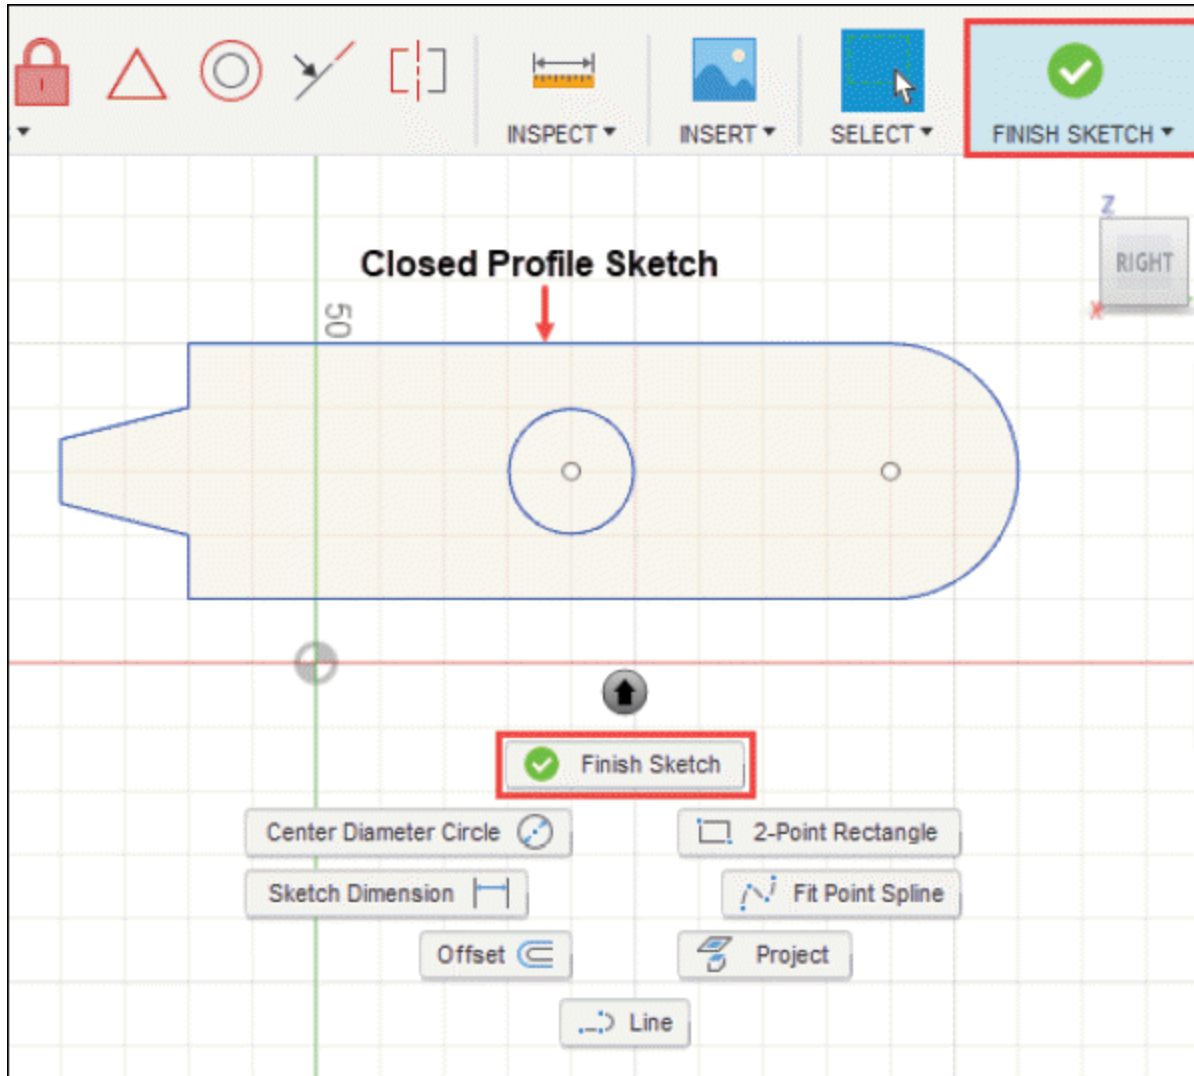 INSPECT
INSERT
SELECT
FINISH SKETCH
Z
RIGHT
X
Closed Profile Sketch
50
Finish Sketch
Center Diameter Circle
2-Point Rectangle
Sketch Dimension
Fit Point Spline
Offset
Project
Line